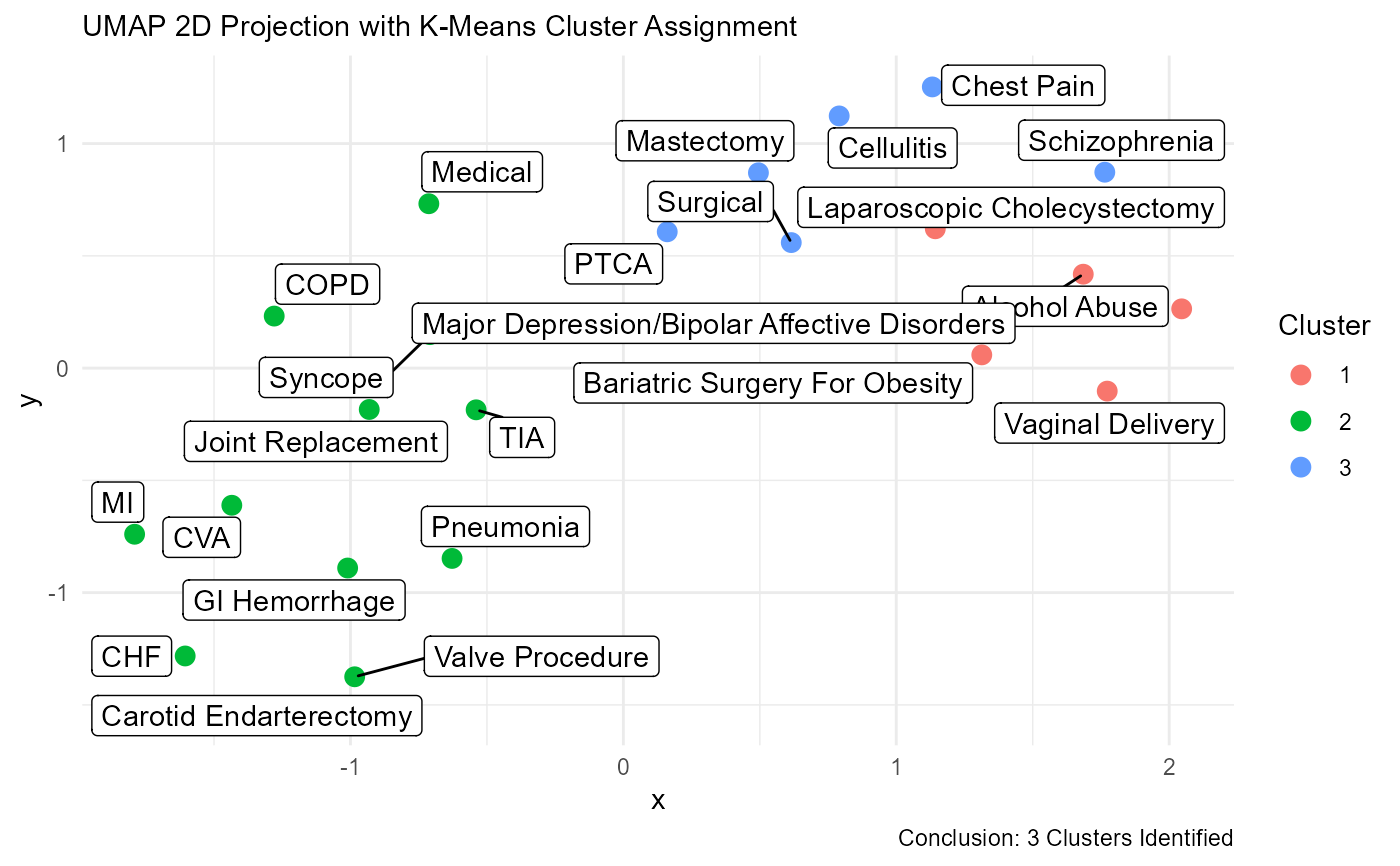 UMAP 2D Projection with K-Means Cluster Assignment
Chest Pain
Mastectomy
Schizophrenia
Cellulitis
Medical
Surgical
Laparoscopic Cholecystectomy
PTCA
COPD
Alcohol Abuse
Major Depression/Bipolar Affective Disorders
Syncope
Bariatric Surgery For Obesity
Vaginal Delivery
Joint Replacement
TIA
MI
CVA
Pneumonia
GI Hemorrhage
CHF
Valve Procedure
Carotid Endarterectomy
1
0
-1
y
-1
0
1
2
x
Cluster
1
2
3
Conclusion: 3 Clusters Identified